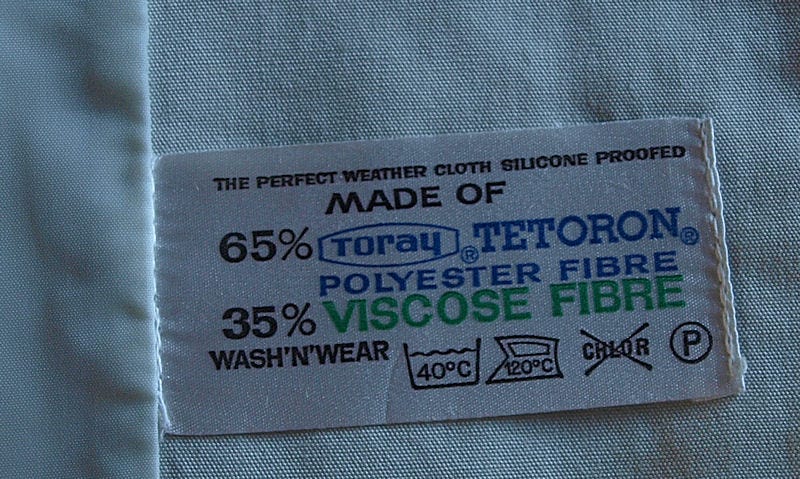 THE PERFECT WEATHER CLOTH SILICONE PROOFED
MADE OF
65% TORAY ® TETORON ®
POLYESTER FIBRE
35% VISCOSE FIBRE
WASH'N'WEAR 40°C 120°C CHLOR P